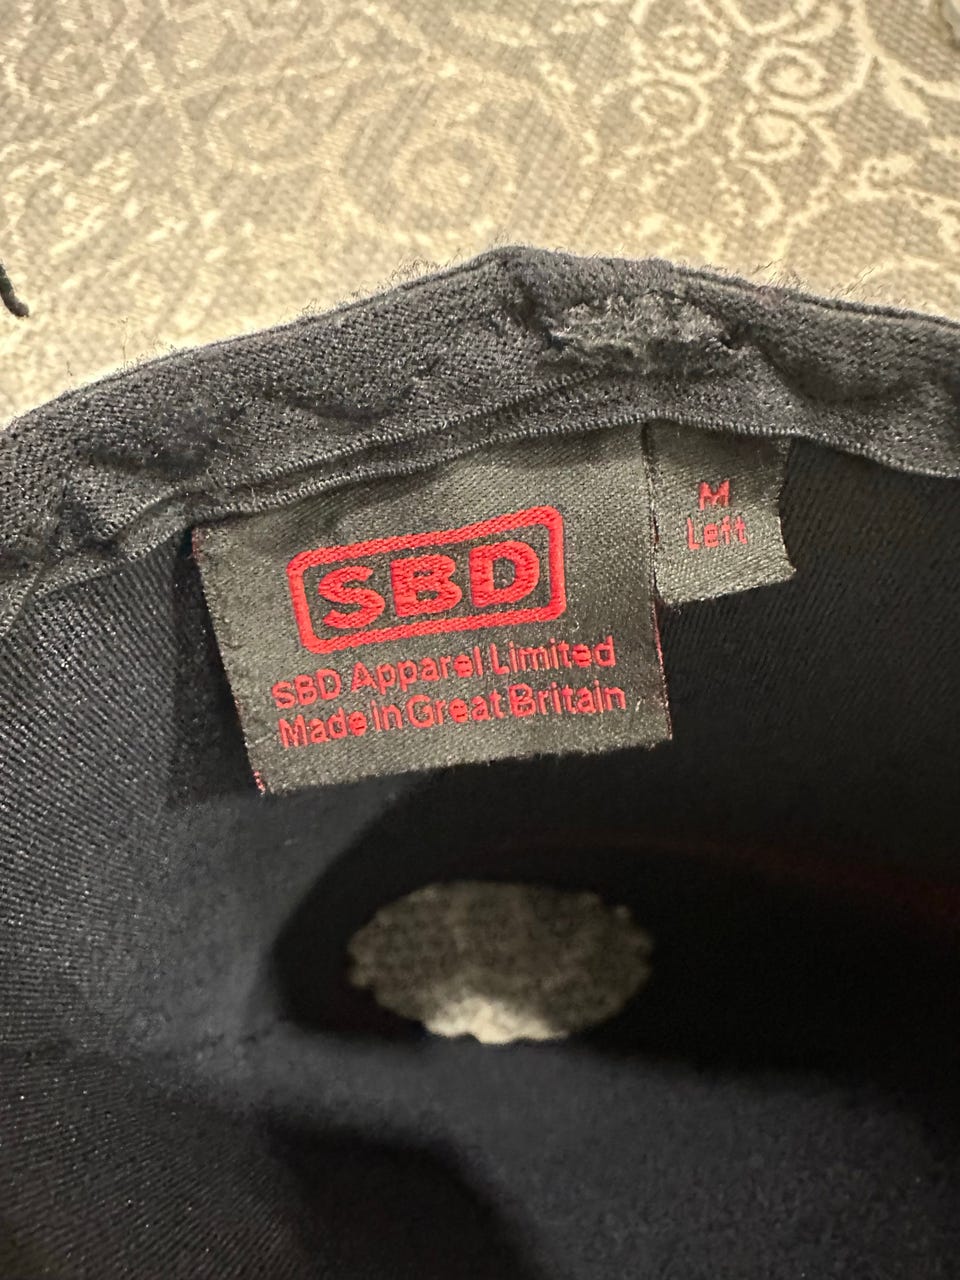 SBD
SBD Apparel Limited
Made in Great Britain
M
Left